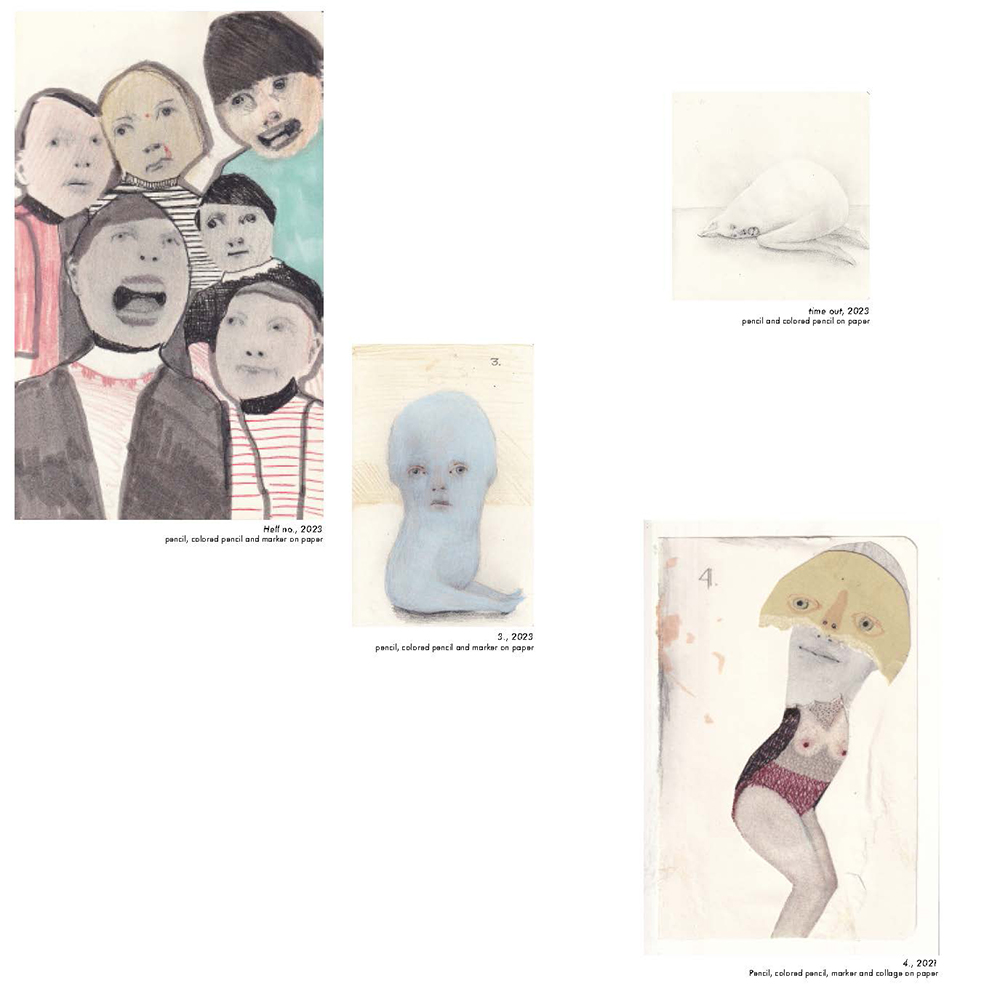 Hell no., 2023
pencil, colored pencil and marker on paper
time out, 2023
pencil and colored pencil on paper
3.
3., 2023
pencil, colored pencil and marker on paper
4.
4., 2021
Pencil, colored pencil, marker and collage on paper